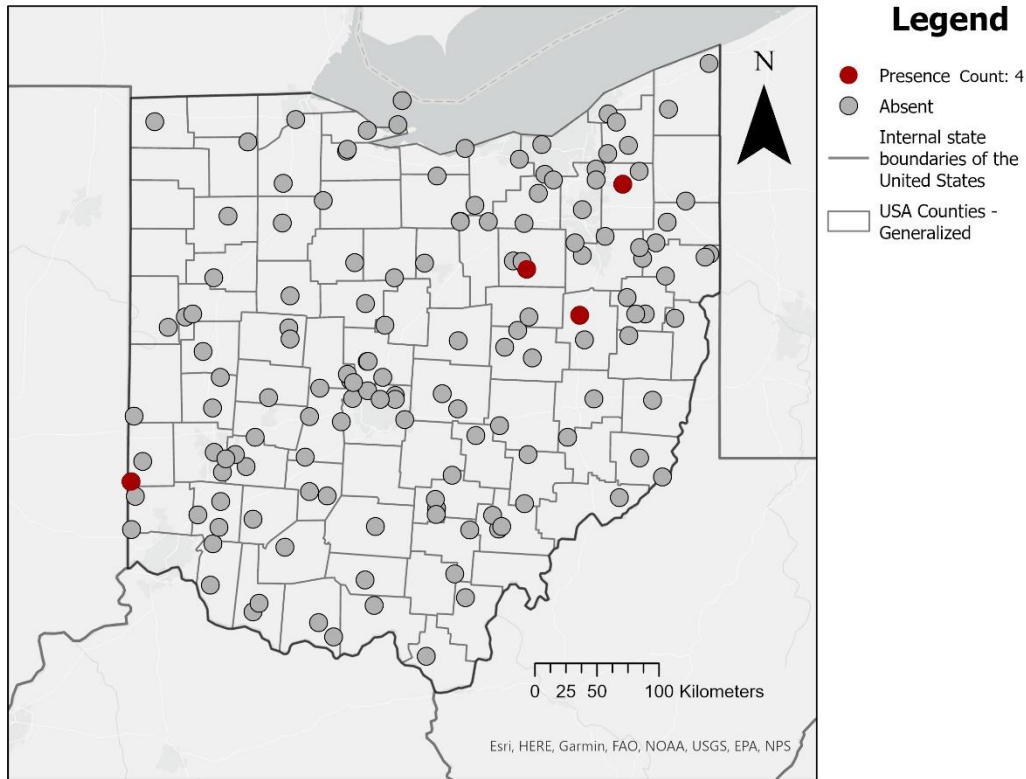 Legend
N
Presence Count: 4
Absent
Internal state
boundaries of the
United States
USA Counties -
Generalized
0 25 50 100 Kilometers
Esri, HERE, Garmin, FAO, NOAA, USGS, EPA, NPS